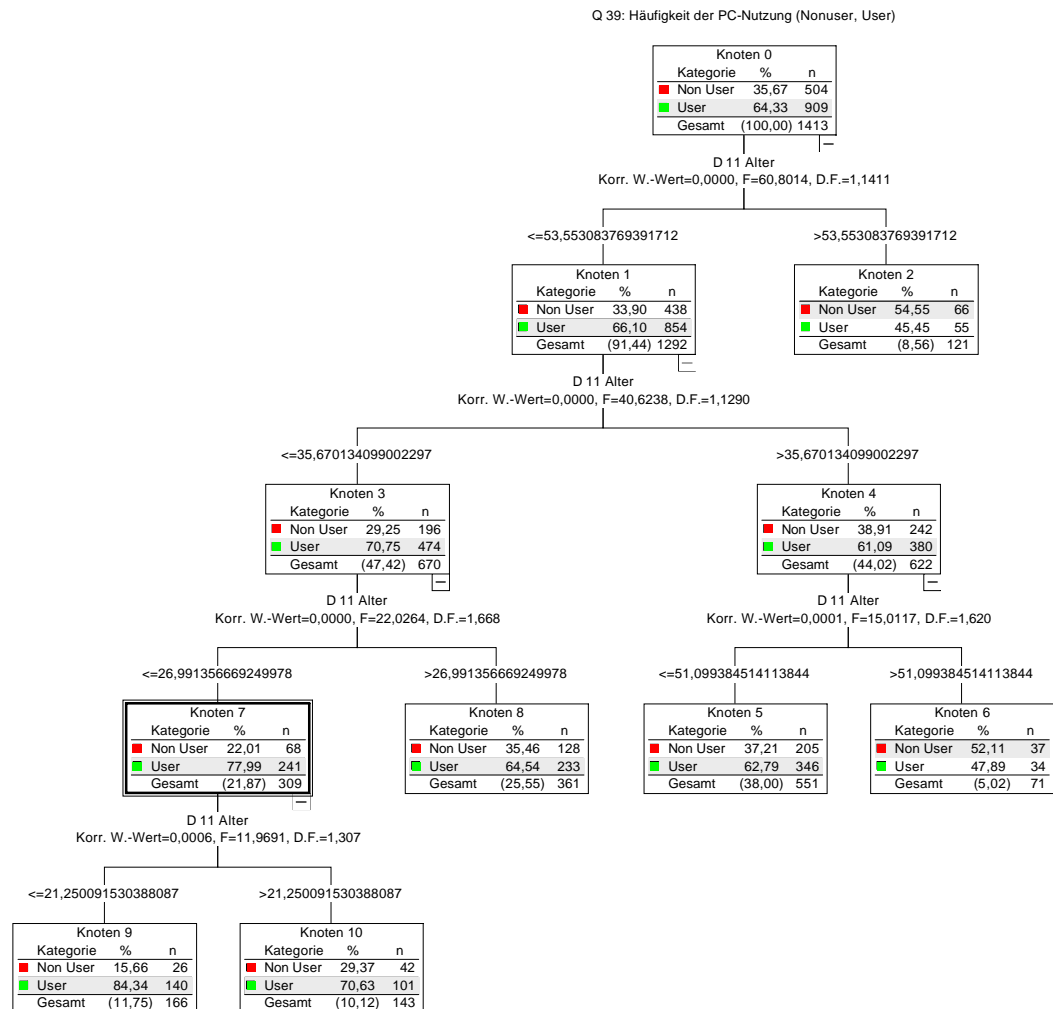 Q 39: Häufigkeit der PC-Nutzung (Nonuser, User)
Knoten 0
Kategorie % n
Non User 35,67 504
User 64,33 909
Gesamt (100,00) 1413
D 11 Alter
Korr. W.-Wert=0,0000, F=60,8014, D.F.=1,1411
<=53,553083769391712
>53,553083769391712
Knoten 1
Kategorie % n
Non User 33,90 438
User 66,10 854
Gesamt (91,44) 1292
Knoten 2
Kategorie % n
Non User 54,55 66
User 45,45 55
Gesamt (8,56) 121
D 11 Alter
Korr. W.-Wert=0,0000, F=40,6238, D.F.=1,1290
<=35,670134099002297
>35,670134099002297
Knoten 3
Kategorie % n
Non User 29,25 196
User 70,75 474
Gesamt (47,42) 670
Knoten 4
Kategorie % n
Non User 38,91 242
User 61,09 380
Gesamt (44,02) 622
D 11 Alter
Korr. W.-Wert=0,0000, F=22,0264, D.F.=1,668
D 11 Alter
Korr. W.-Wert=0,0001, F=15,0117, D.F.=1,620
<=26,991356669249978
>26,991356669249978
<=51,099384514113844
>51,099384514113844
Knoten 7
Kategorie % n
Non User 22,01 68
User 77,99 241
Gesamt (21,87) 309
Knoten 8
Kategorie % n
Non User 35,46 128
User 64,54 233
Gesamt (25,55) 361
Knoten 5
Kategorie % n
Non User 37,21 205
User 62,79 346
Gesamt (38,00) 551
Knoten 6
Kategorie % n
Non User 52,11 37
User 47,89 34
Gesamt (5,02) 71
D 11 Alter
Korr. W.-Wert=0,0006, F=11,9691, D.F.=1,307
<=21,250091530388087
>21,250091530388087
Knoten 9
Kategorie % n
Non User 15,66 26
User 84,34 140
Gesamt (11,75) 166
Knoten 10
Kategorie % n
Non User 29,37 42
User 70,63 101
Gesamt (10,12) 143